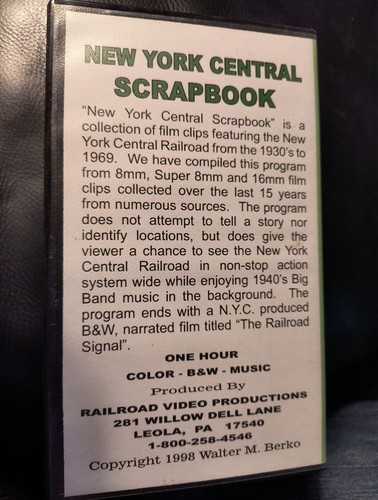 NEW YORK CENTRAL
SCRAPBOOK
"New York Central Scrapbook" is a
collection of film clips featuring the New
York Central Railroad from the 1930's to
1969. We have compiled this program
from 8mm, Super 8mm and 16mm film
clips collected over the last 15 years
from numerous sources. The program
does not attempt to tell a story nor
identify locations, but does give the
viewer a chance to see the New York
Central Railroad in non-stop action
system wide while enjoying 1940's Big
Band music in the background. The
program ends with a N.Y.C. produced
B&W, narrated film titled "The Railroad
Signal".
ONE HOUR
COLOR - B&W - MUSIC
Produced By
RAILROAD VIDEO PRODUCTIONS
281 WILLOW DELL LANE
LEOLA, PA 17540
1-800-258-4546
Copyright 1998 Walter M. Berko